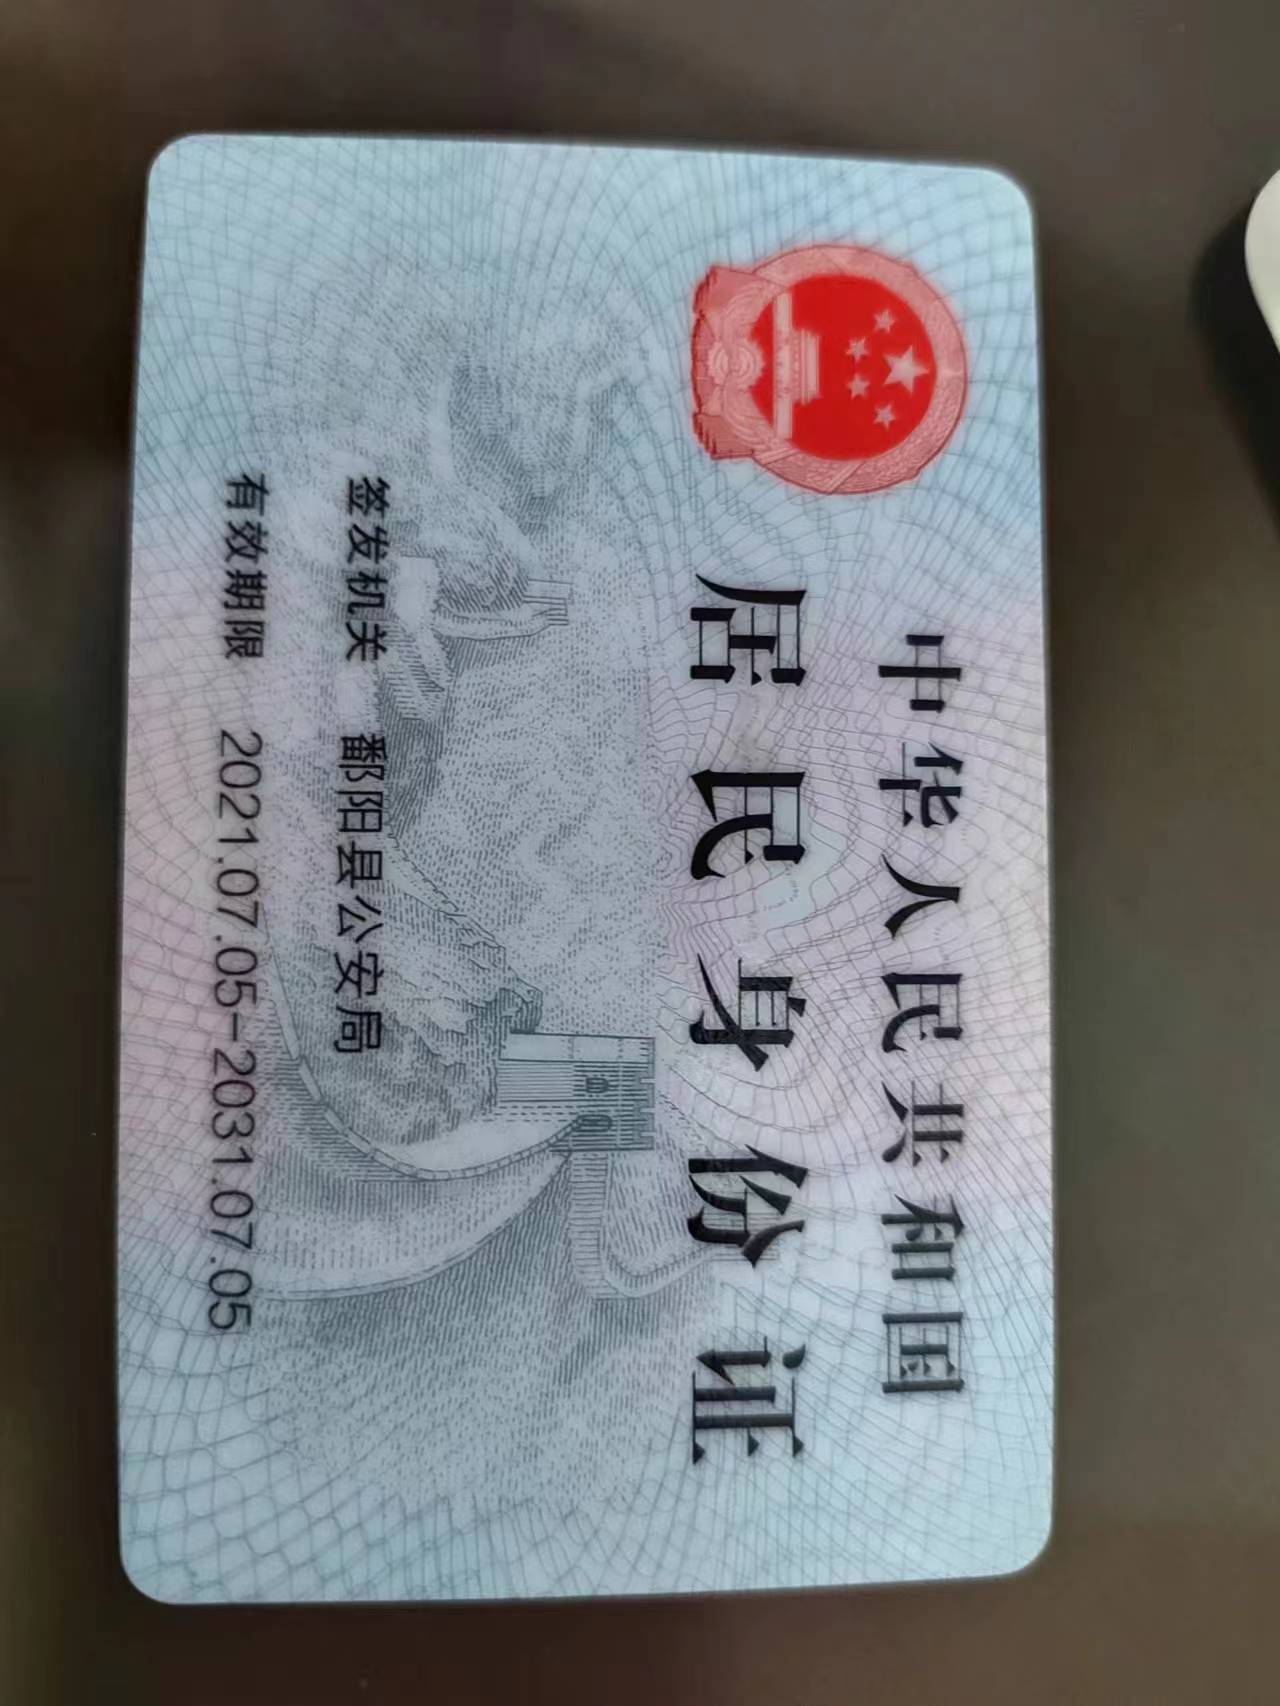 中华人民共和国
居民身份证
签发机关 鄱阳县公安局
有效期限 2021.07.05-2031.07.05